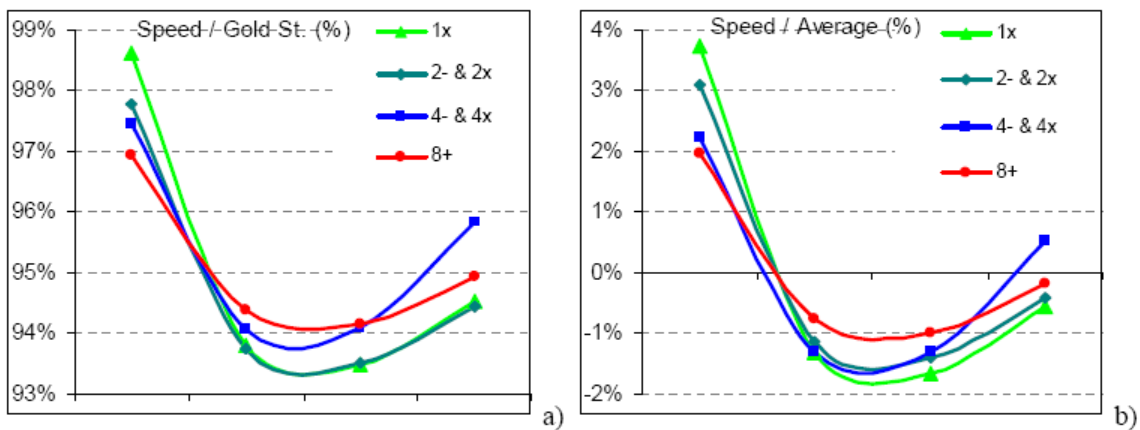 99%
98%
97%
96%
95%
94%
93%
Speed / Gold St. (%)
1x
2- & 2x
4- & 4x
8+
a)
4%
3%
2%
1%
0%
-1%
-2%
Speed / Average (%)
1x
2- & 2x
4- & 4x
8+
b)